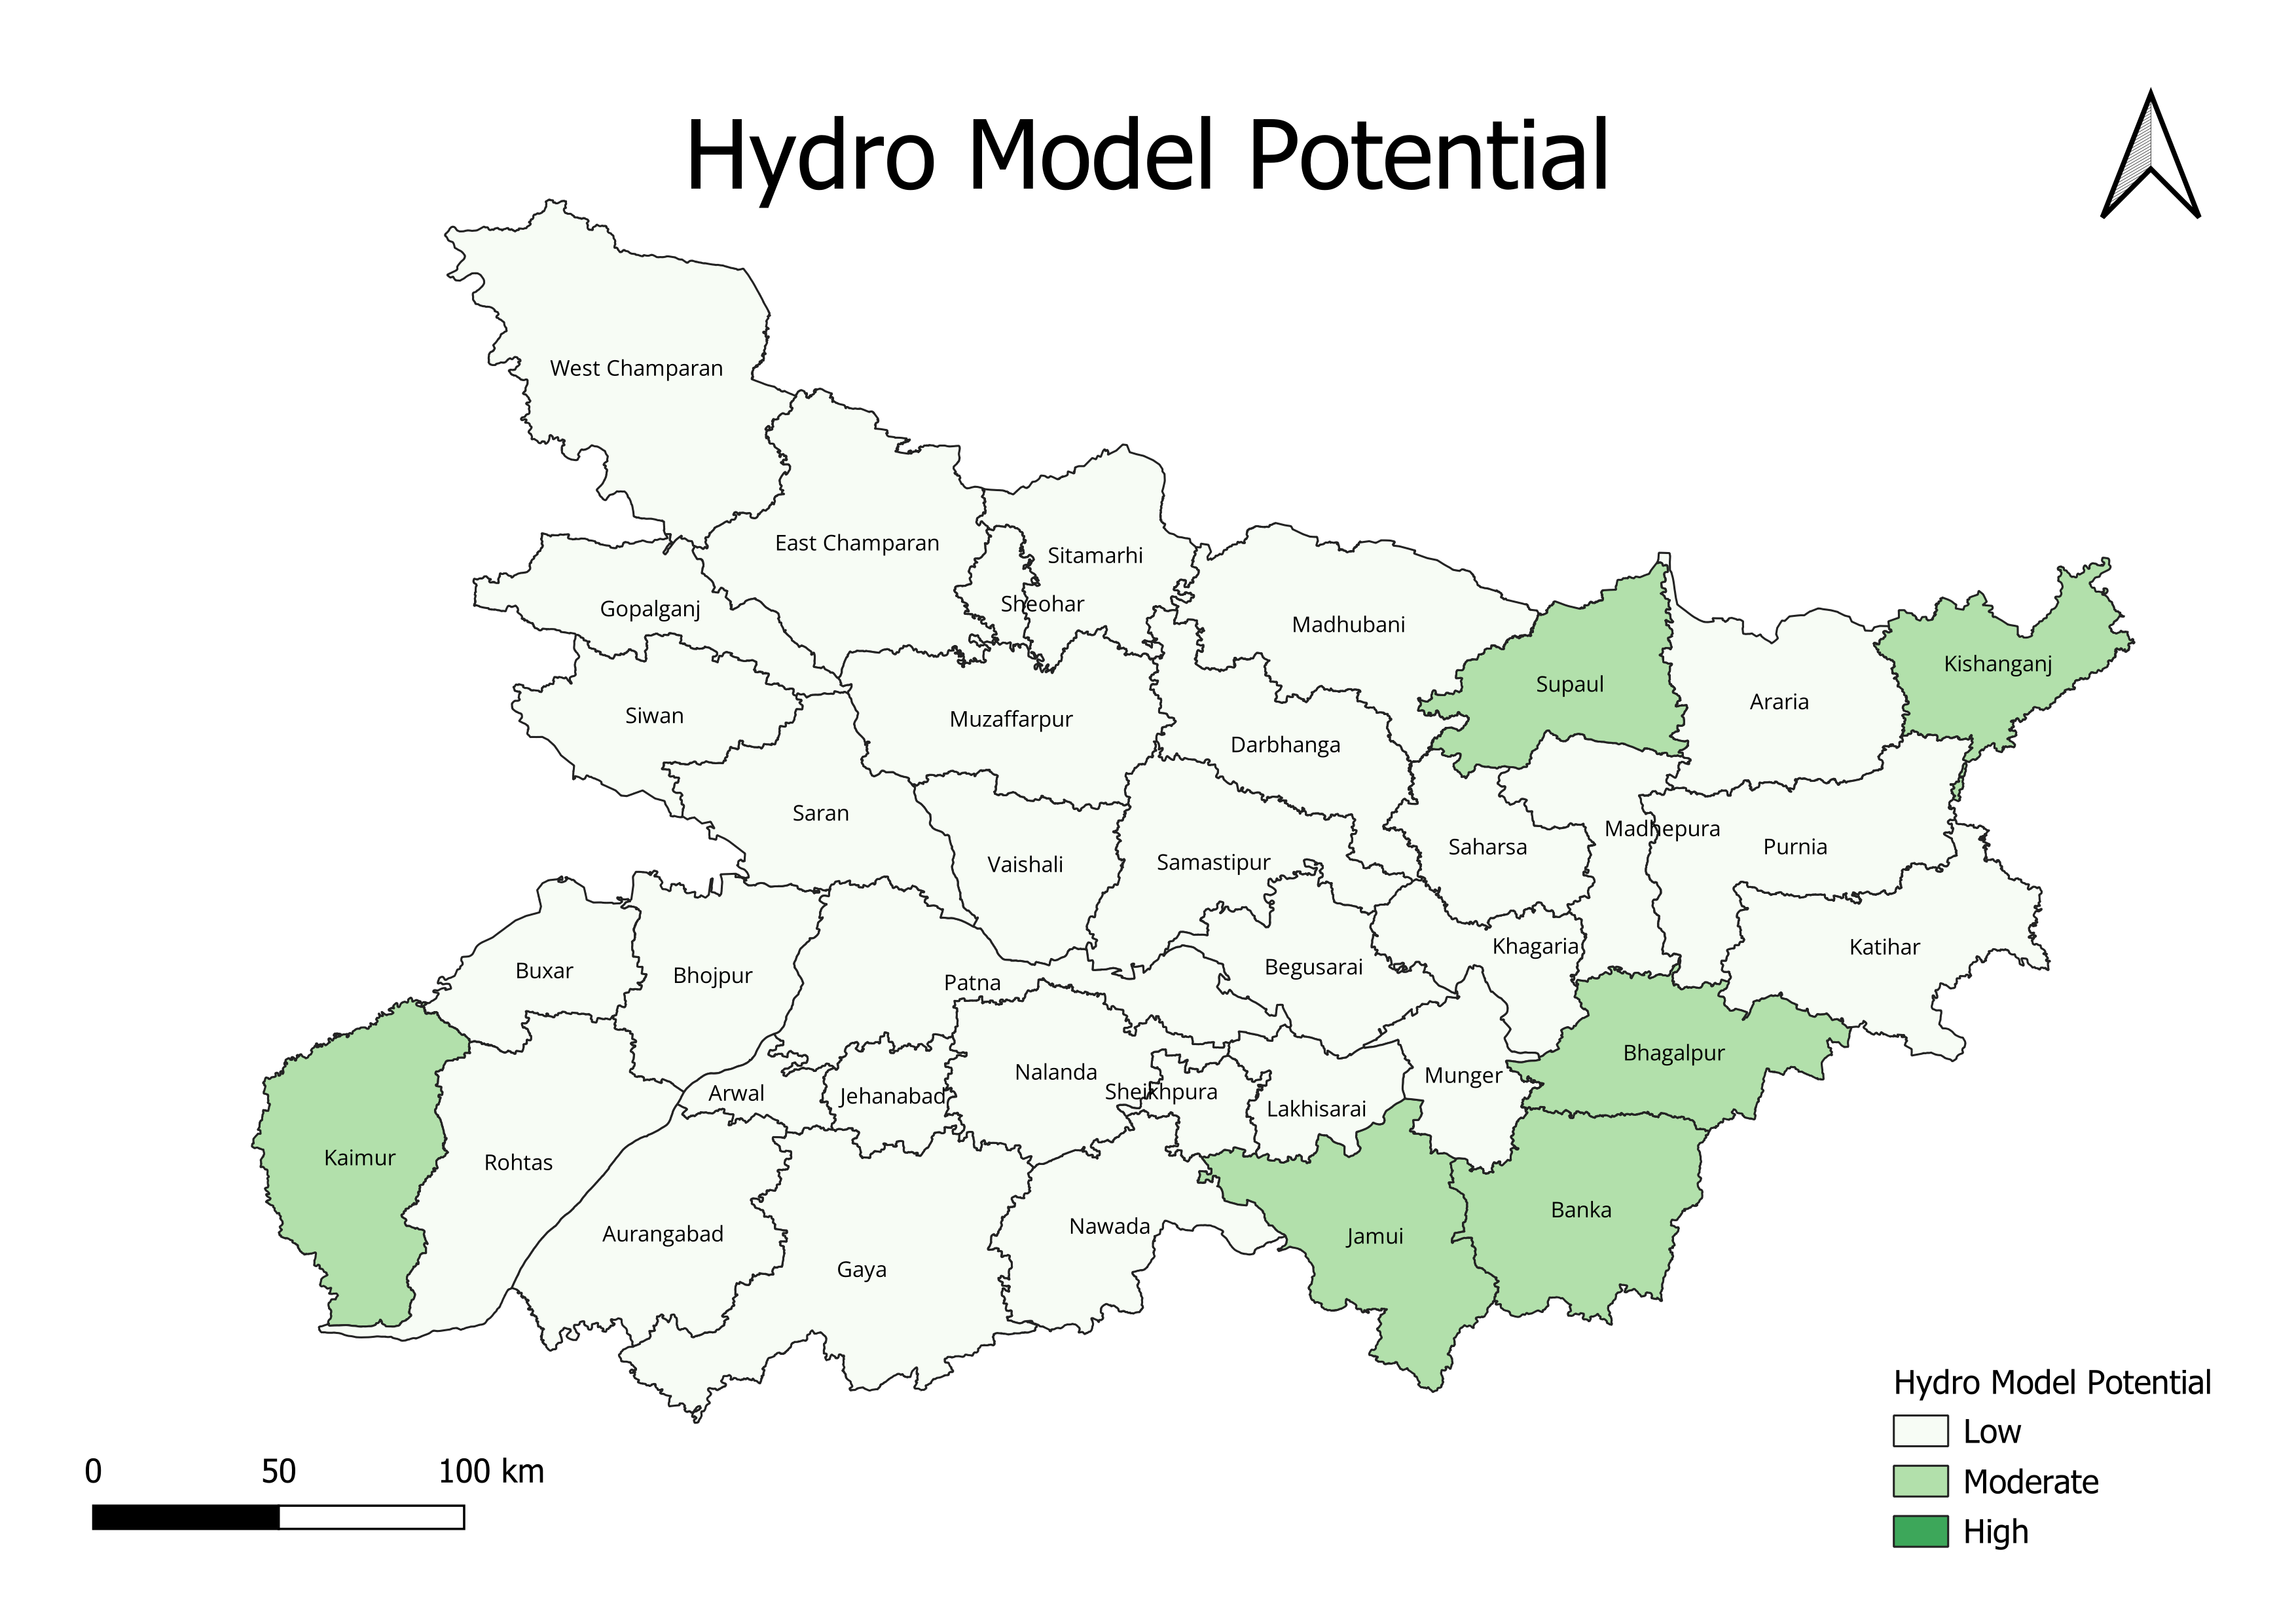 Hydro Model Potential
West Champaran
East Champaran
Sitamarhi
Sheohar
Gopalganj
Madhubani
Kishanganj
Supaul
Araria
Siwan
Muzaffarpur
Darbhanga
Saran
Madhepura
Saharsa
Purnia
Vaishali
Samastipur
Khagaria
Katihar
Begusarai
Buxar
Bhojpur
Patna
Bhagalpur
Nalanda
Munger
Arwal
Jehanabad
Sheikhpura
Lakhisarai
Kaimur
Rohtas
Banka
Nawada
Aurangabad
Jamui
Gaya
Hydro Model Potential
Low
Moderate
High
0 50 100 km